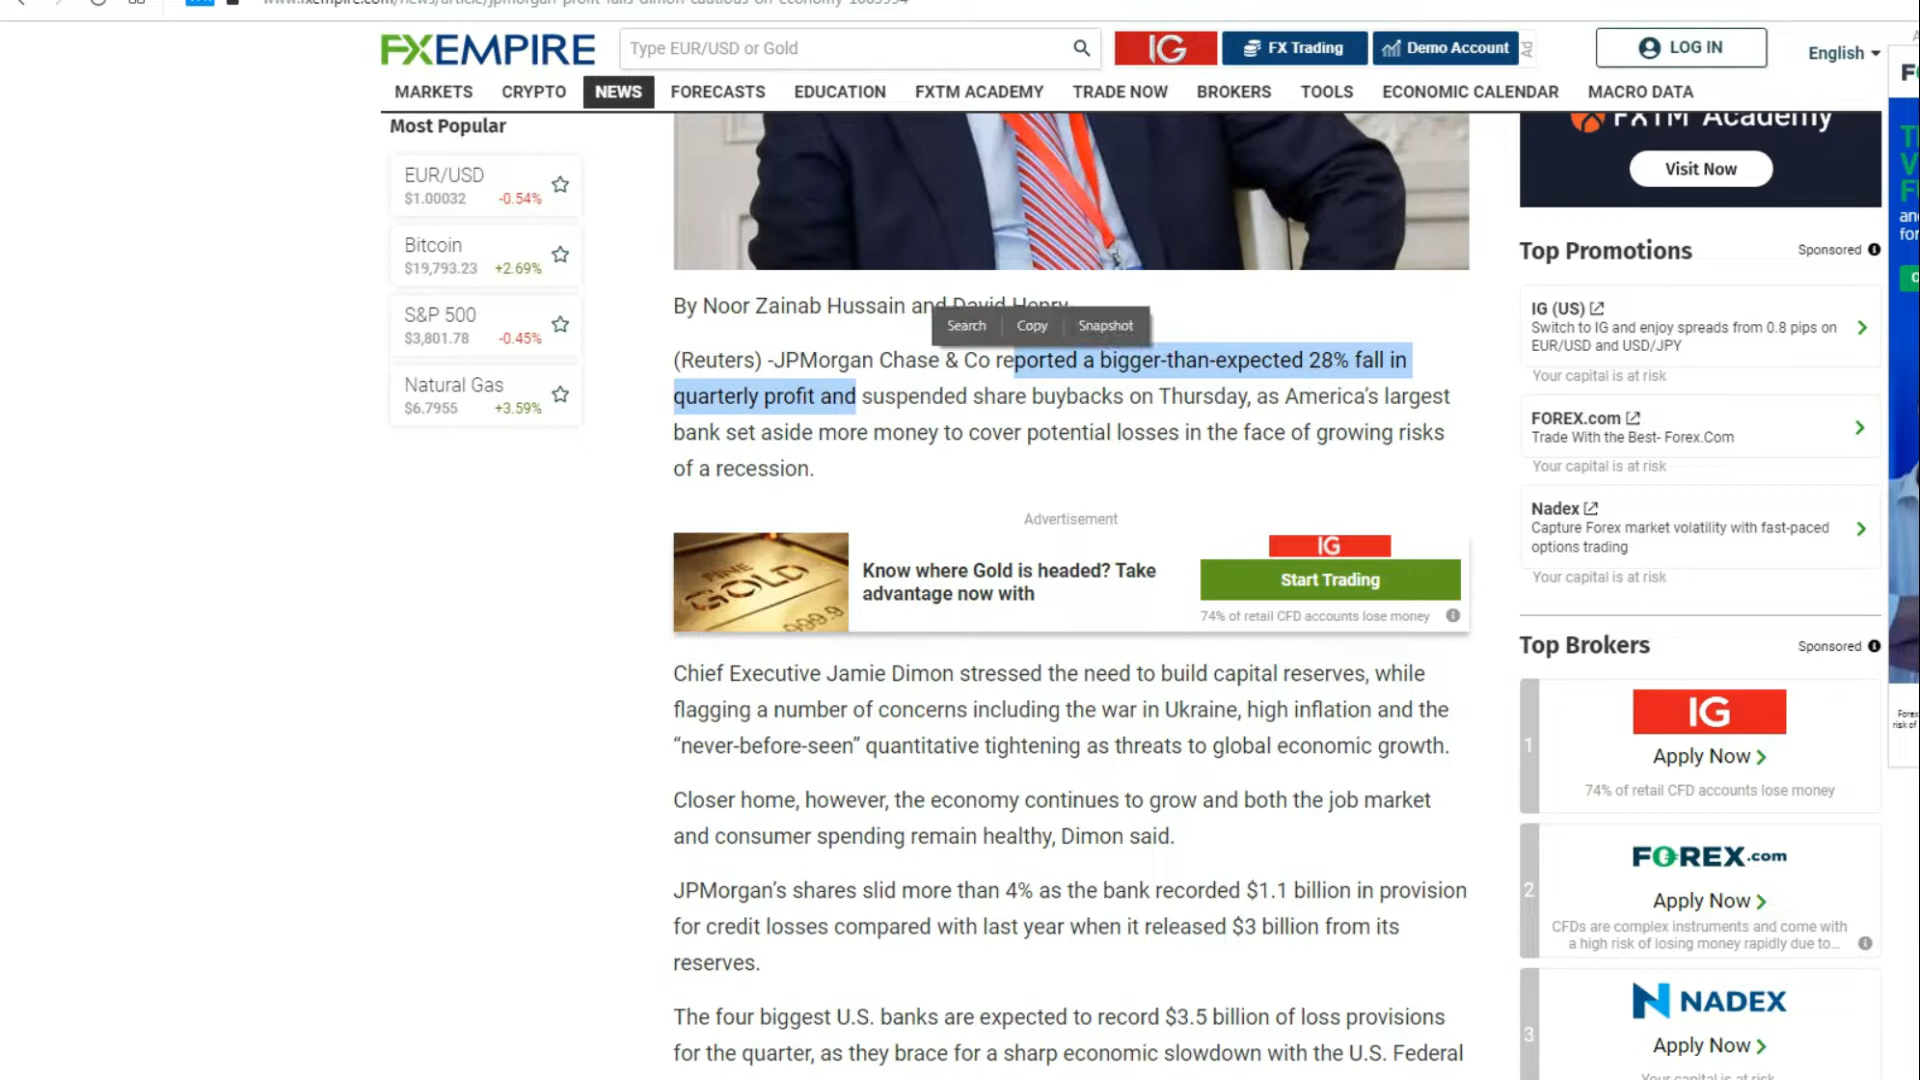 www.fxempire.com/news/article/jpmorgan-profit-falls-dimon-cautious-on-economy-1065994
FXEMPIRE
Type EUR/USD or Gold
IG
FX Trading
Demo Account
Ad
LOG IN
English
MARKETS
CRYPTO
NEWS
FORECASTS
EDUCATION
FXTM ACADEMY
TRADE NOW
BROKERS
TOOLS
ECONOMIC CALENDAR
MACRO DATA
Most Popular
EUR/USD
$1.00032 -0.54%
Bitcoin
$19,793.23 +2.69%
S&P 500
$3,801.78 -0.45%
Natural Gas
$6.7955 +3.59%
By Noor Zainab Hussain and David Henry
Search
Copy
Snapshot
(Reuters) -JPMorgan Chase & Co reported a bigger-than-expected 28% fall in
quarterly profit and suspended share buybacks on Thursday, as America's largest
bank set aside more money to cover potential losses in the face of growing risks
of a recession.
Advertisement
FINE
GOLD
999.9
Know where Gold is headed? Take
advantage now with
IG
Start Trading
74% of retail CFD accounts lose money
Chief Executive Jamie Dimon stressed the need to build capital reserves, while
flagging a number of concerns including the war in Ukraine, high inflation and the
“never-before-seen” quantitative tightening as threats to global economic growth.
Closer home, however, the economy continues to grow and both the job market
and consumer spending remain healthy, Dimon said.
JPMorgan's shares slid more than 4% as the bank recorded $1.1 billion in provision
for credit losses compared with last year when it released $3 billion from its
reserves.
The four biggest U.S. banks are expected to record $3.5 billion of loss provisions
for the quarter, as they brace for a sharp economic slowdown with the U.S. Federal
FXTM Academy
Visit Now
Top Promotions
Sponsored
IG (US)
Switch to IG and enjoy spreads from 0.8 pips on
EUR/USD and USD/JPY
Your capital is at risk
FOREX.com
Trade With the Best- Forex.Com
Your capital is at risk
Nadex
Capture Forex market volatility with fast-paced
options trading
Your capital is at risk
Top Brokers
Sponsored
1
IG
Apply Now
74% of retail CFD accounts lose money
2
FOREX.com
Apply Now
CFDs are complex instruments and come with
a high risk of losing money rapidly due to...
3
NADEX
Apply Now
Your capital is at risk